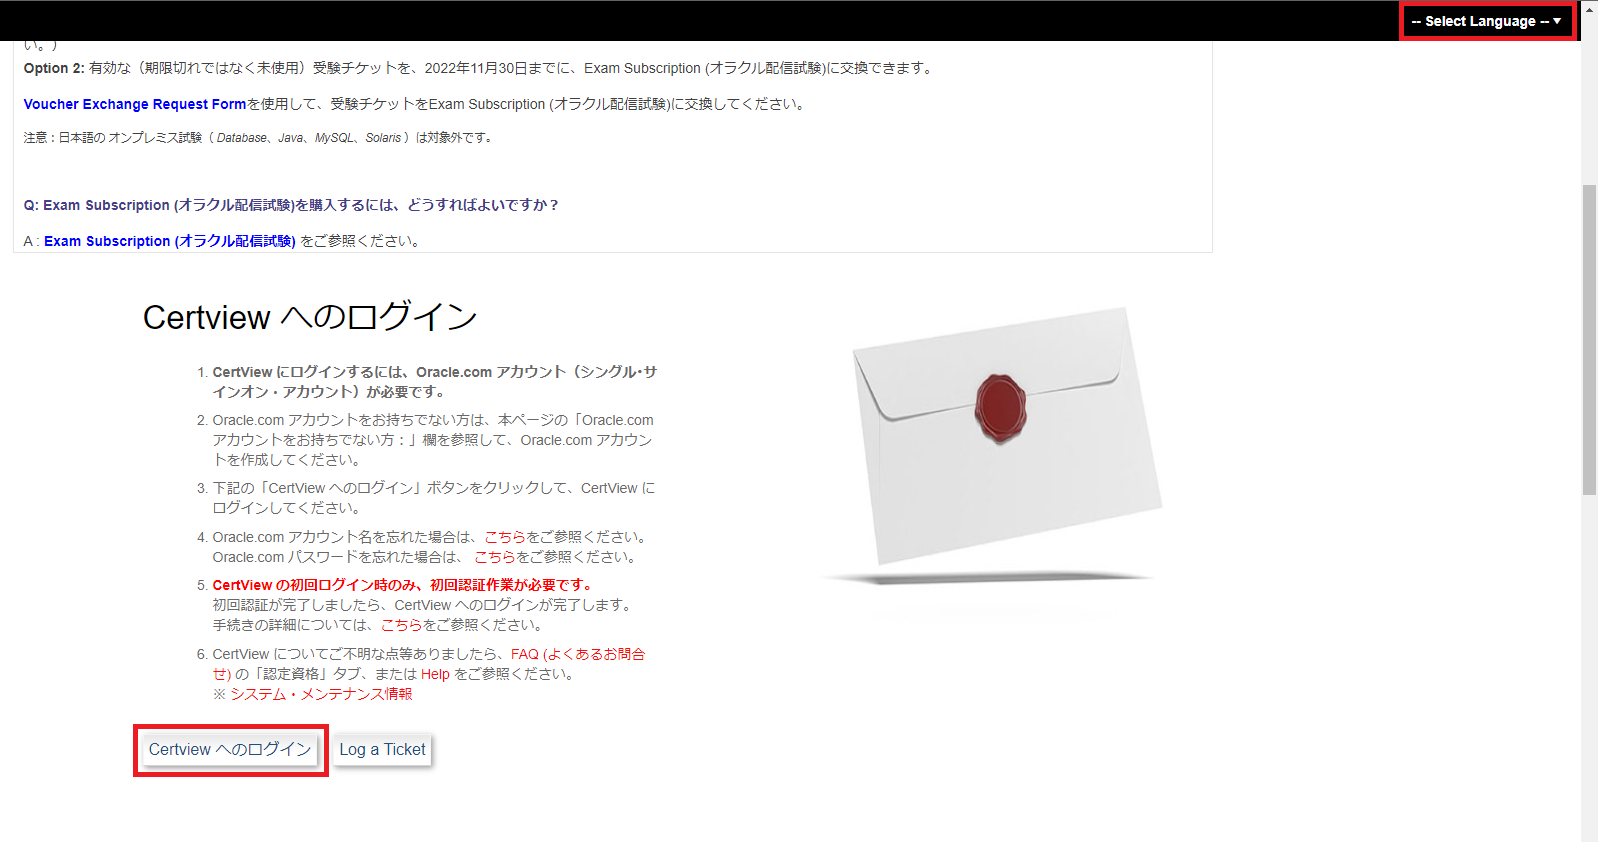 -- Select Language -- ▾
い。）
Option 2: 有効な（期限切れではなく未使用）受験チケットを、2022年11月30日までに、Exam Subscription (オラクル配信試験)に交換できます。
Voucher Exchange Request Formを使用して、受験チケットをExam Subscription (オラクル配信試験)に交換してください。
注意：日本語の オンプレミス試験（ Database、Java、MySQL、Solaris ）は対象外です。
Q: Exam Subscription (オラクル配信試験)を購入するには、どうすればよいですか？
A : Exam Subscription (オラクル配信試験) をご参照ください。
Certview へのログイン
1. CertView にログインするには、Oracle.com アカウント（シングル・サ
インオン・アカウント）が必要です。
2. Oracle.com アカウントをお持ちでない方は、本ページの「Oracle.com
アカウントをお持ちでない方：」欄を参照して、Oracle.com アカウン
トを作成してください。
3. 下記の「CertView へのログイン」ボタンをクリックして、CertView に
ログインしてください。
4. Oracle.com アカウント名を忘れた場合は、こちらをご参照ください。
Oracle.com パスワードを忘れた場合は、 こちらをご参照ください。
5. CertView の初回ログイン時のみ、初回認証作業が必要です。
初回認証が完了しましたら、CertView へのログインが完了します。
手続きの詳細については、こちらをご参照ください。
6. CertView についてご不明な点等ありましたら、FAQ (よくあるお問合
せ) の「認定資格」タブ、または Help をご参照ください。
※ システム・メンテナンス情報
Certview へのログイン
Log a Ticket